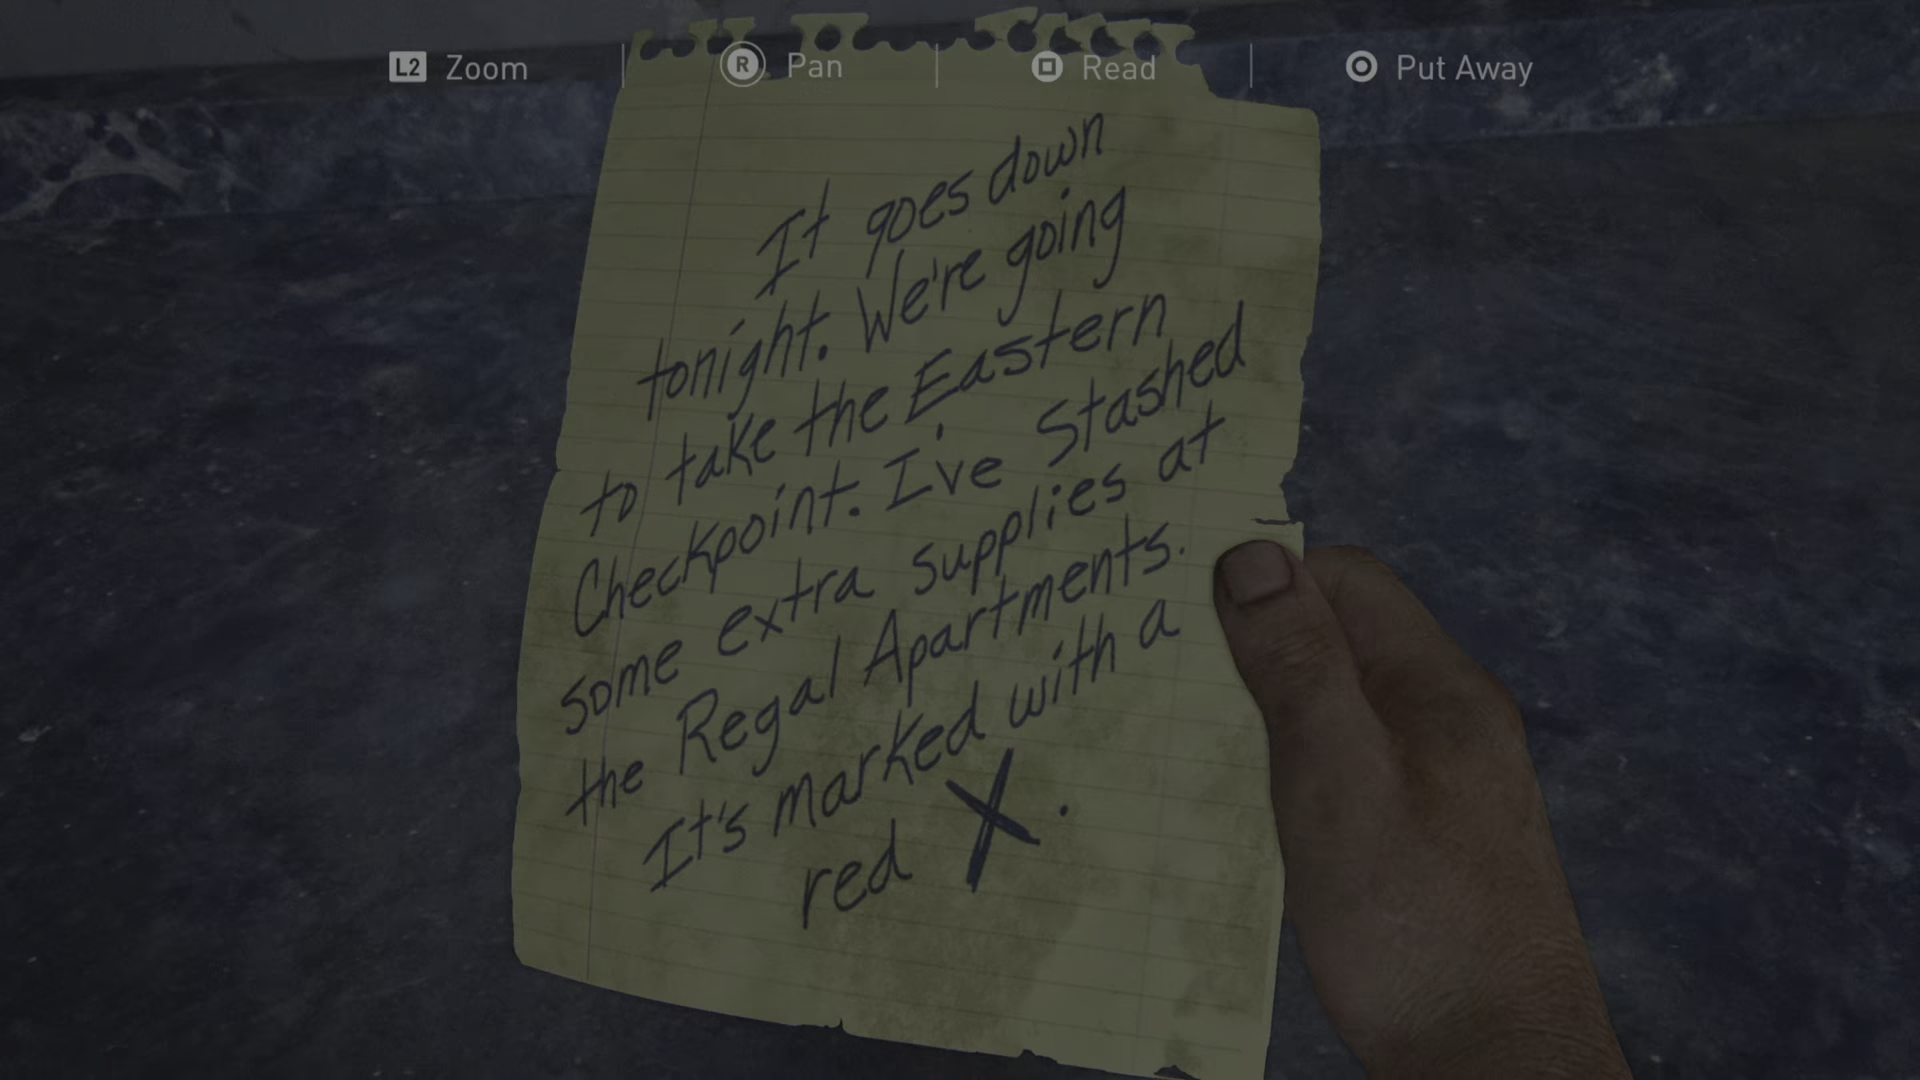 L2 Zoom R Pan Read Put Away
It goes down
tonight. We're going
to take the Eastern
Checkpoint. I've Stashed
some extra supplies at
the Regal Apartments.
It's marked with a
red X.